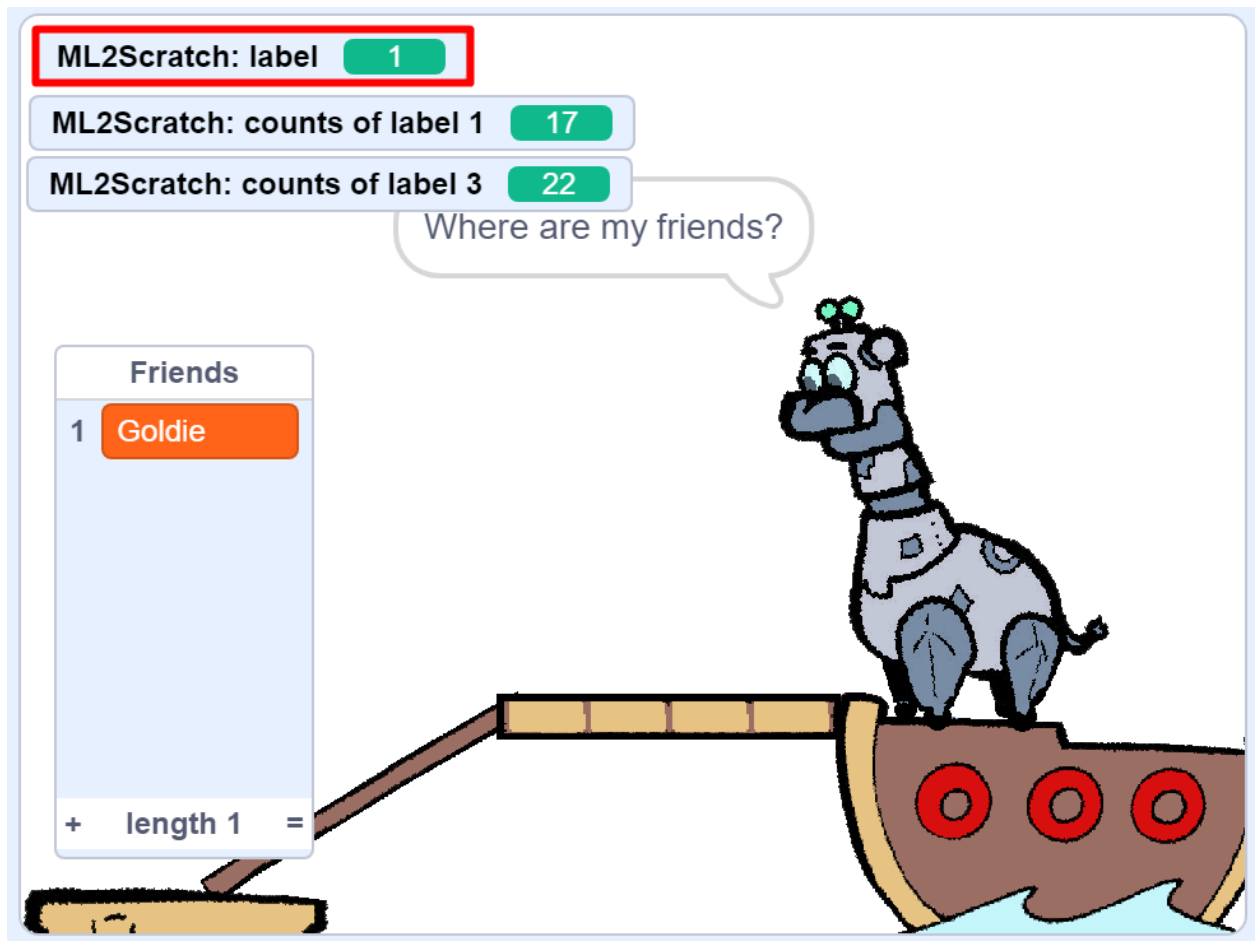 ML2Scratch: label 1
ML2Scratch: counts of label 1 17
ML2Scratch: counts of label 3 22
Where are my friends?
Friends
1 Goldie
+ length 1 =